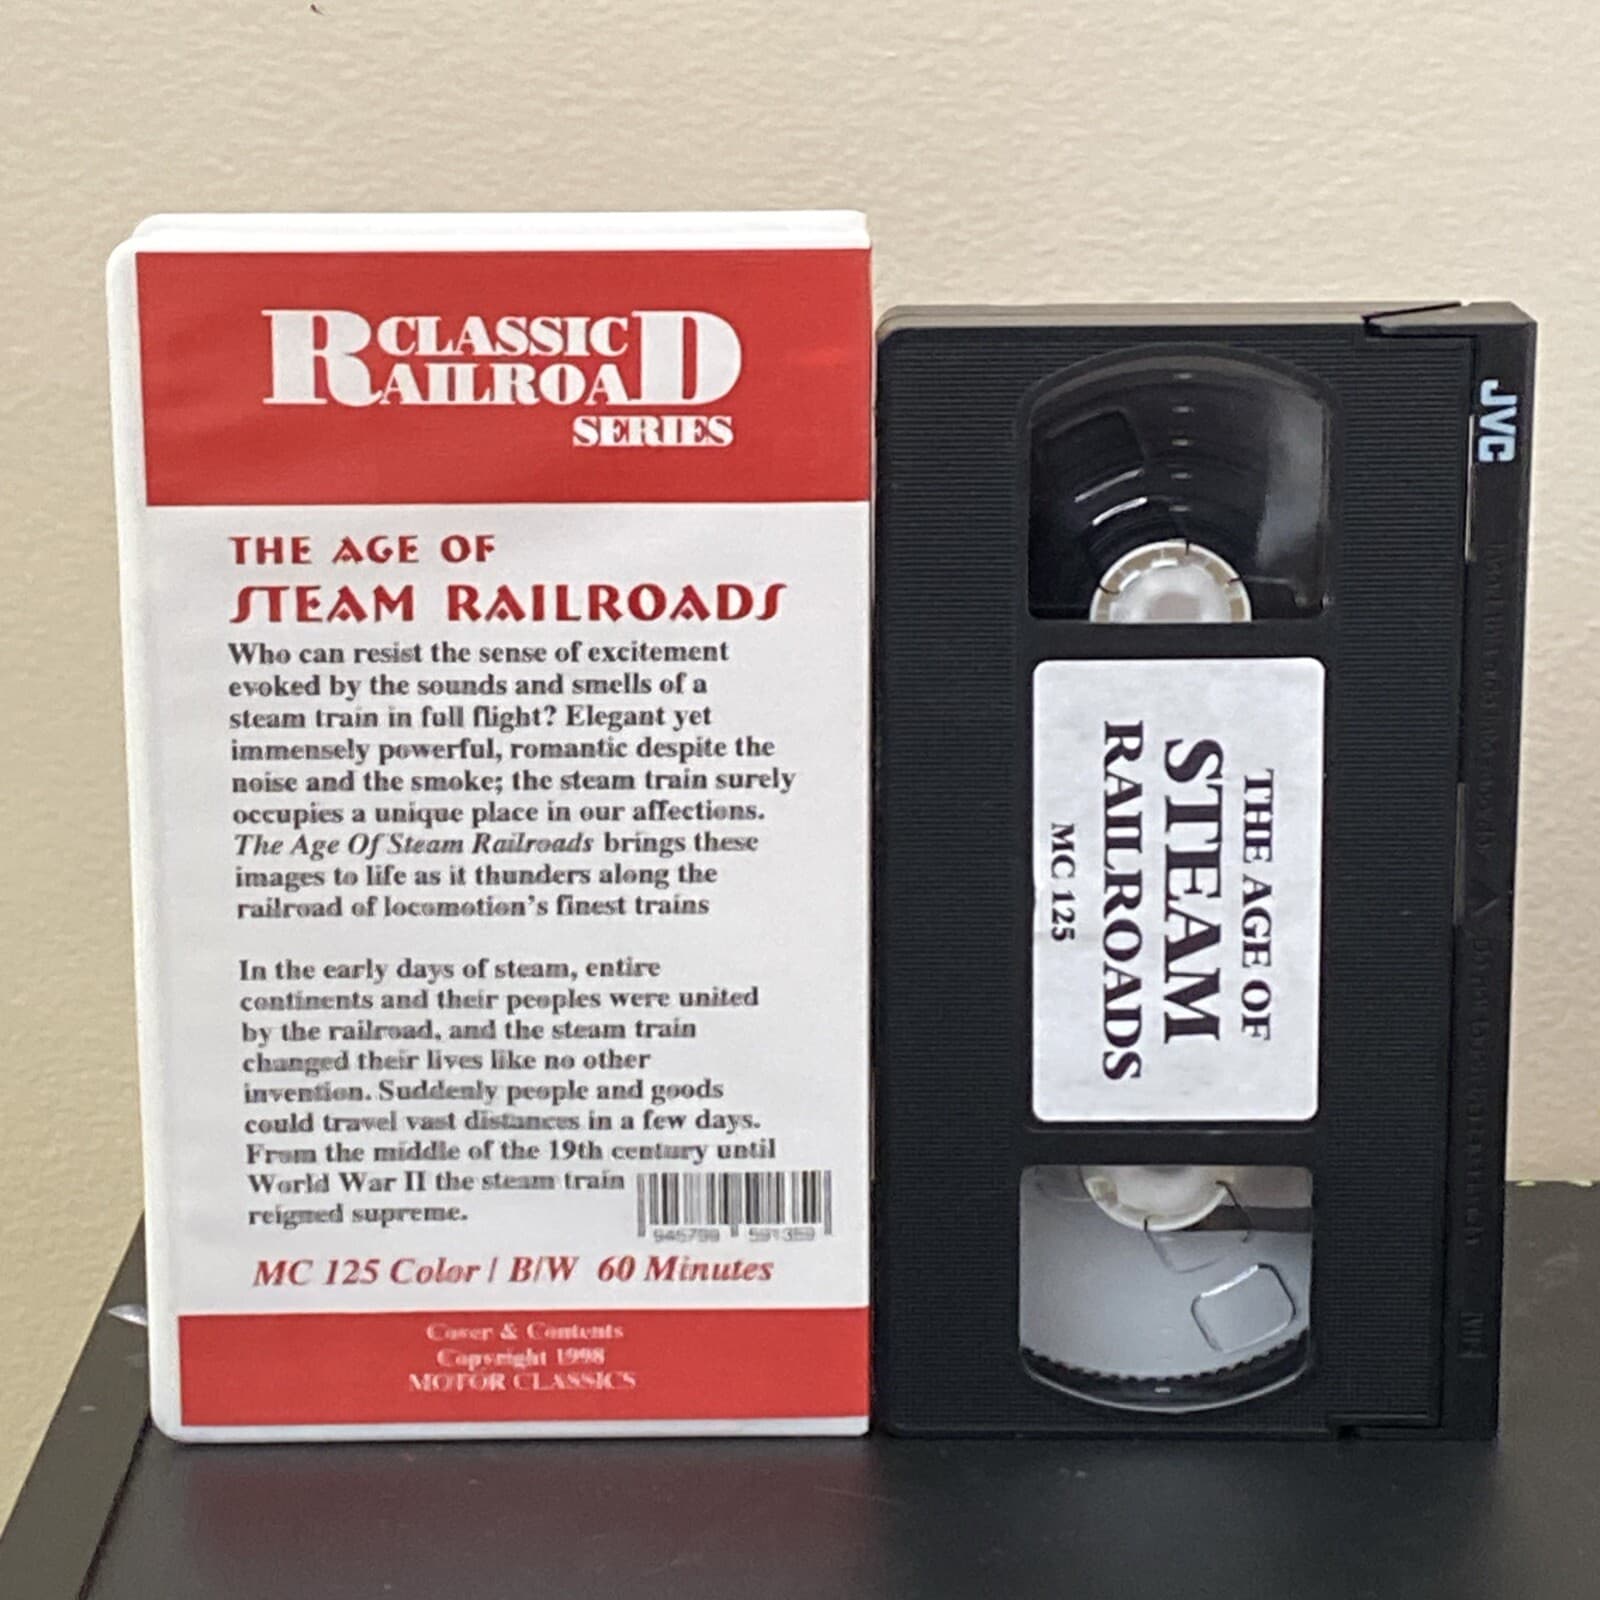 CLASSIC
RAILROAD
SERIES
THE AGE OF
STEAM RAILROADS
Who can resist the sense of excitement
evoked by the sounds and smells of a
steam train in full flight? Elegant yet
immensely powerful, romantic despite the
noise and the smoke; the steam train surely
occupies a unique place in our affections.
The Age Of Steam Railroads brings these
images to life as it thunders along the
railroad of locomotion's finest trains
In the early days of steam, entire
continents and their peoples were united
by the railroad, and the steam train
changed their lives like no other
invention. Suddenly people and goods
could travel vast distances in a few days.
From the middle of the 19th century until
World War II the steam train
reigned supreme.
MC 125 Color / B/W 60 Minutes
Cover & Contents
Copyright 1998
MOTOR CLASSICS
THE AGE OF
STEAM
RAILROADS
MC 125
JVC